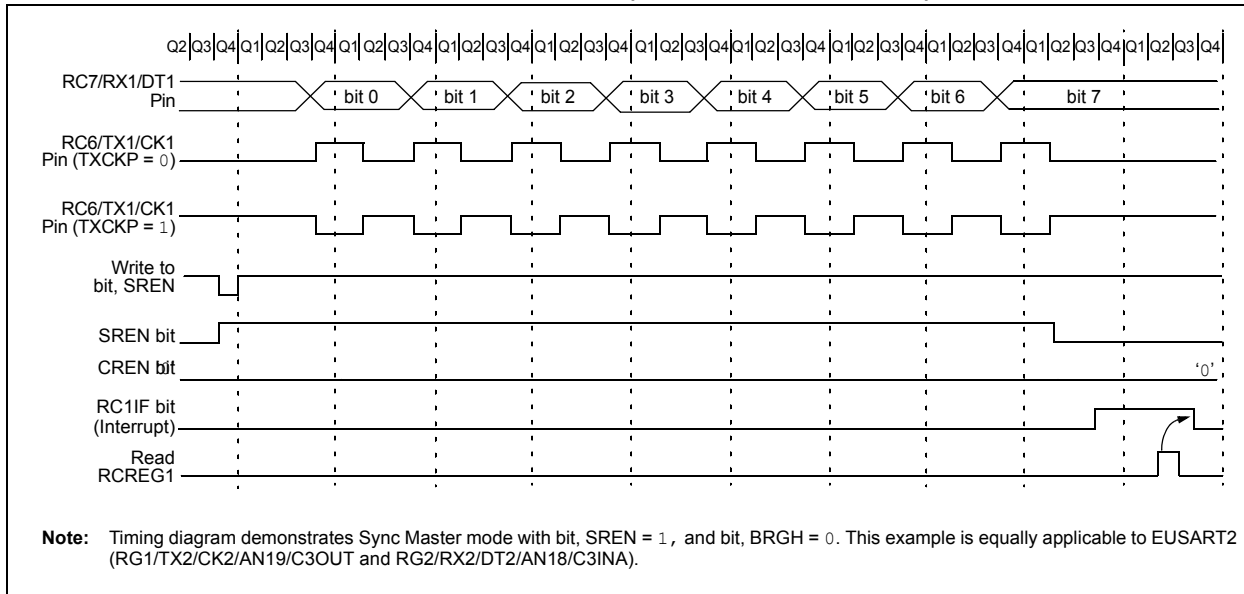 Q2 Q3 Q4 Q1 Q2 Q3 Q4 Q1 Q2 Q3 Q4 Q1 Q2 Q3 Q4 Q1 Q2 Q3 Q4 Q1 Q2 Q3 Q4 Q1 Q2 Q3 Q4 Q1 Q2 Q3 Q4 Q1 Q2 Q3 Q4 Q1 Q2 Q3 Q4 Q1 Q2 Q3 Q4
RC7/RX1/DT1
Pin
bit 0 bit 1 bit 2 bit 3 bit 4 bit 5 bit 6 bit 7
RC6/TX1/CK1
Pin (TXCKP = 0)
RC6/TX1/CK1
Pin (TXCKP = 1)
Write to
bit, SREN
SREN bit
CREN bit
‘0’
RC1IF bit
(Interrupt)
Read
RCREG1
Note: Timing diagram demonstrates Sync Master mode with bit, SREN = 1, and bit, BRGH = 0. This example is equally applicable to EUSART2
(RG1/TX2/CK2/AN19/C3OUT and RG2/RX2/DT2/AN18/C3INA).